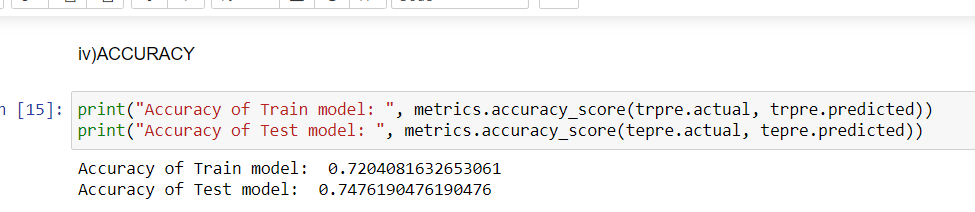 iv)ACCURACY
n [15]:
print("Accuracy of Train model: ", metrics.accuracy_score(trpre.actual, trpre.predicted))
print("Accuracy of Test model: ", metrics.accuracy_score(tepre.actual, tepre.predicted))
Accuracy of Train model:  0.7204081632653061
Accuracy of Test model:  0.7476190476190476